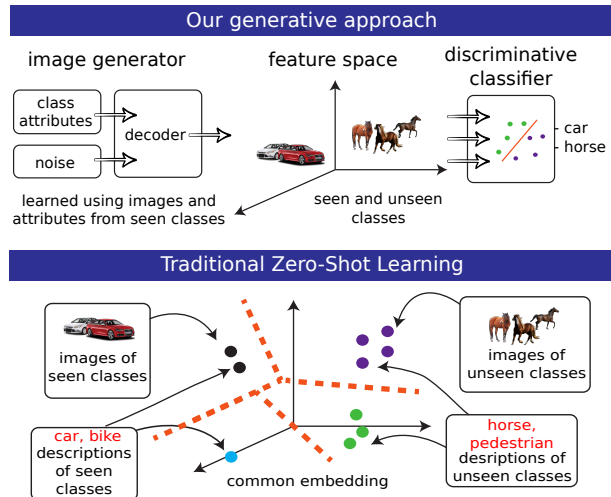 Our generative approach
image generator
feature space
discriminative
classifier
class
attributes
decoder
noise
car
horse
learned using images and
attributes from seen classes
seen and unseen
classes
Traditional Zero-Shot Learning
images of
seen classes
images of
unseen classes
car, bike
descriptions
of seen
classes
common embedding
horse,
pedestrian
desriptions of
unseen classes